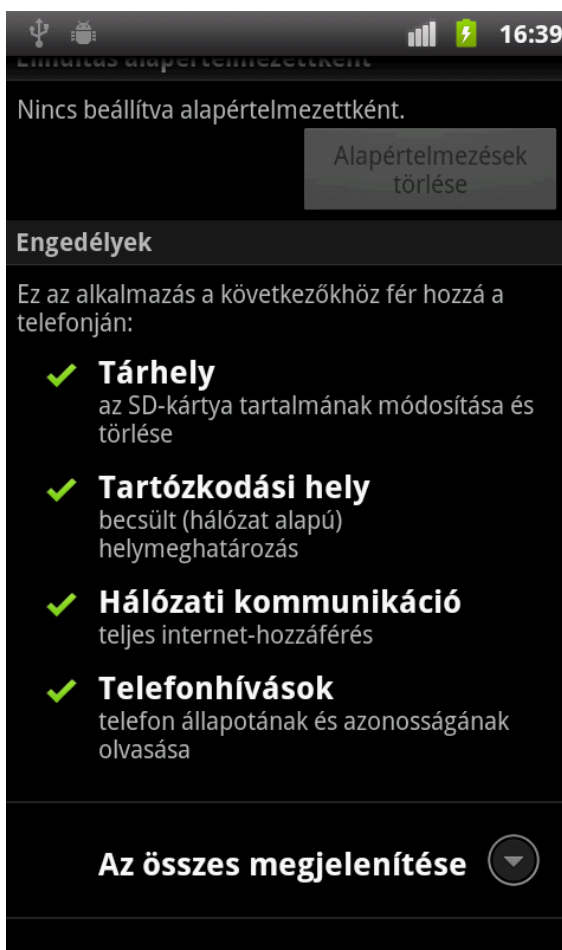 16:39
Elindítás alapértelmezettként
Nincs beállítva alapértelmezettként.
Alapértelmezések
törlése
Engedélyek
Ez az alkalmazás a következőkhöz fér hozzá a
telefonján:
Tárhely
az SD-kártya tartalmának módosítása és
törlése
Tartózkodási hely
becsült (hálózat alapú)
helymeghatározás
Hálózati kommunikáció
teljes internet-hozzáférés
Telefonhívások
telefon állapotának és azonosságának
olvasása
Az összes megjelenítése